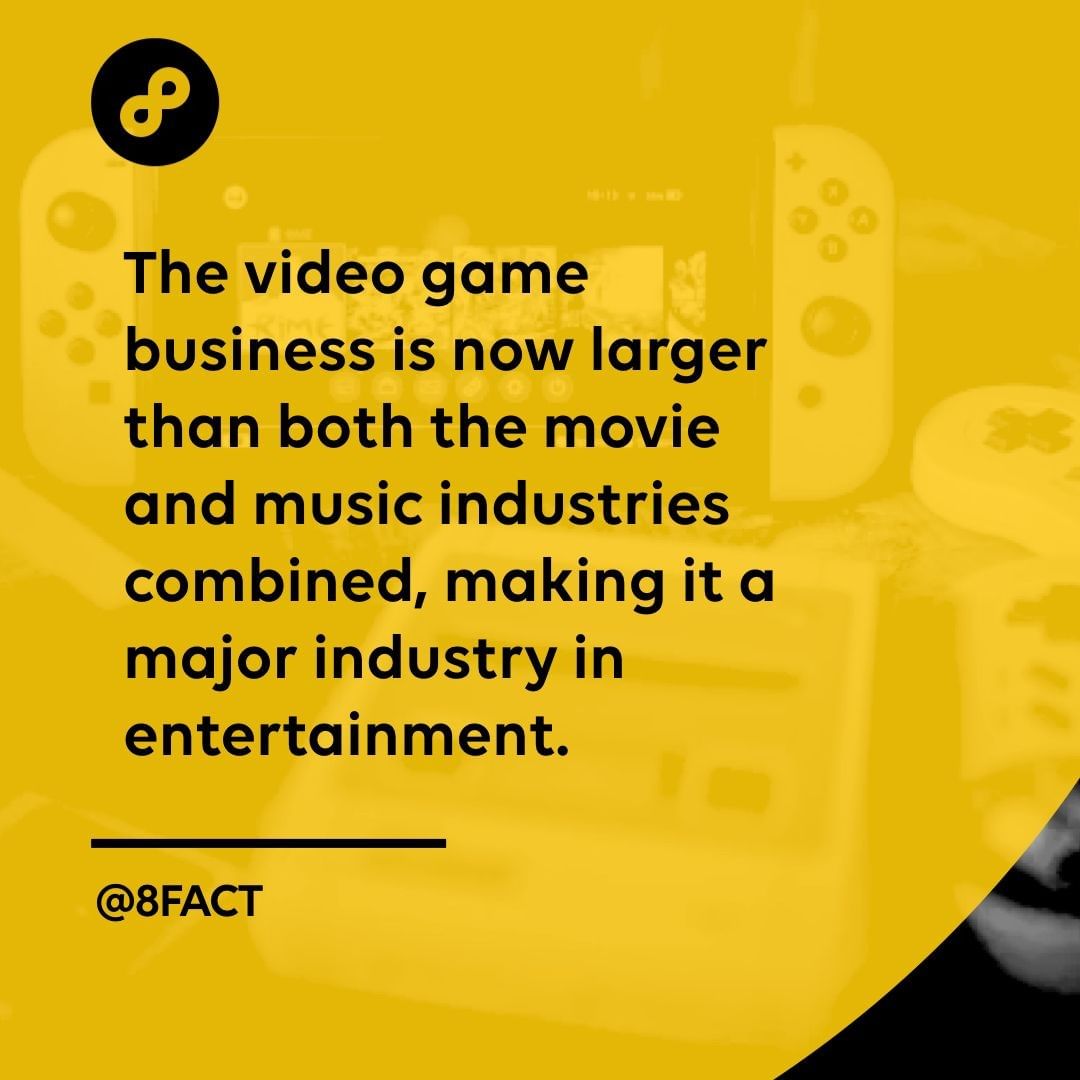 The video game
business is now larger
than both the movie
and music industries
combined, making it a
major industry in
entertainment.
@8FACT